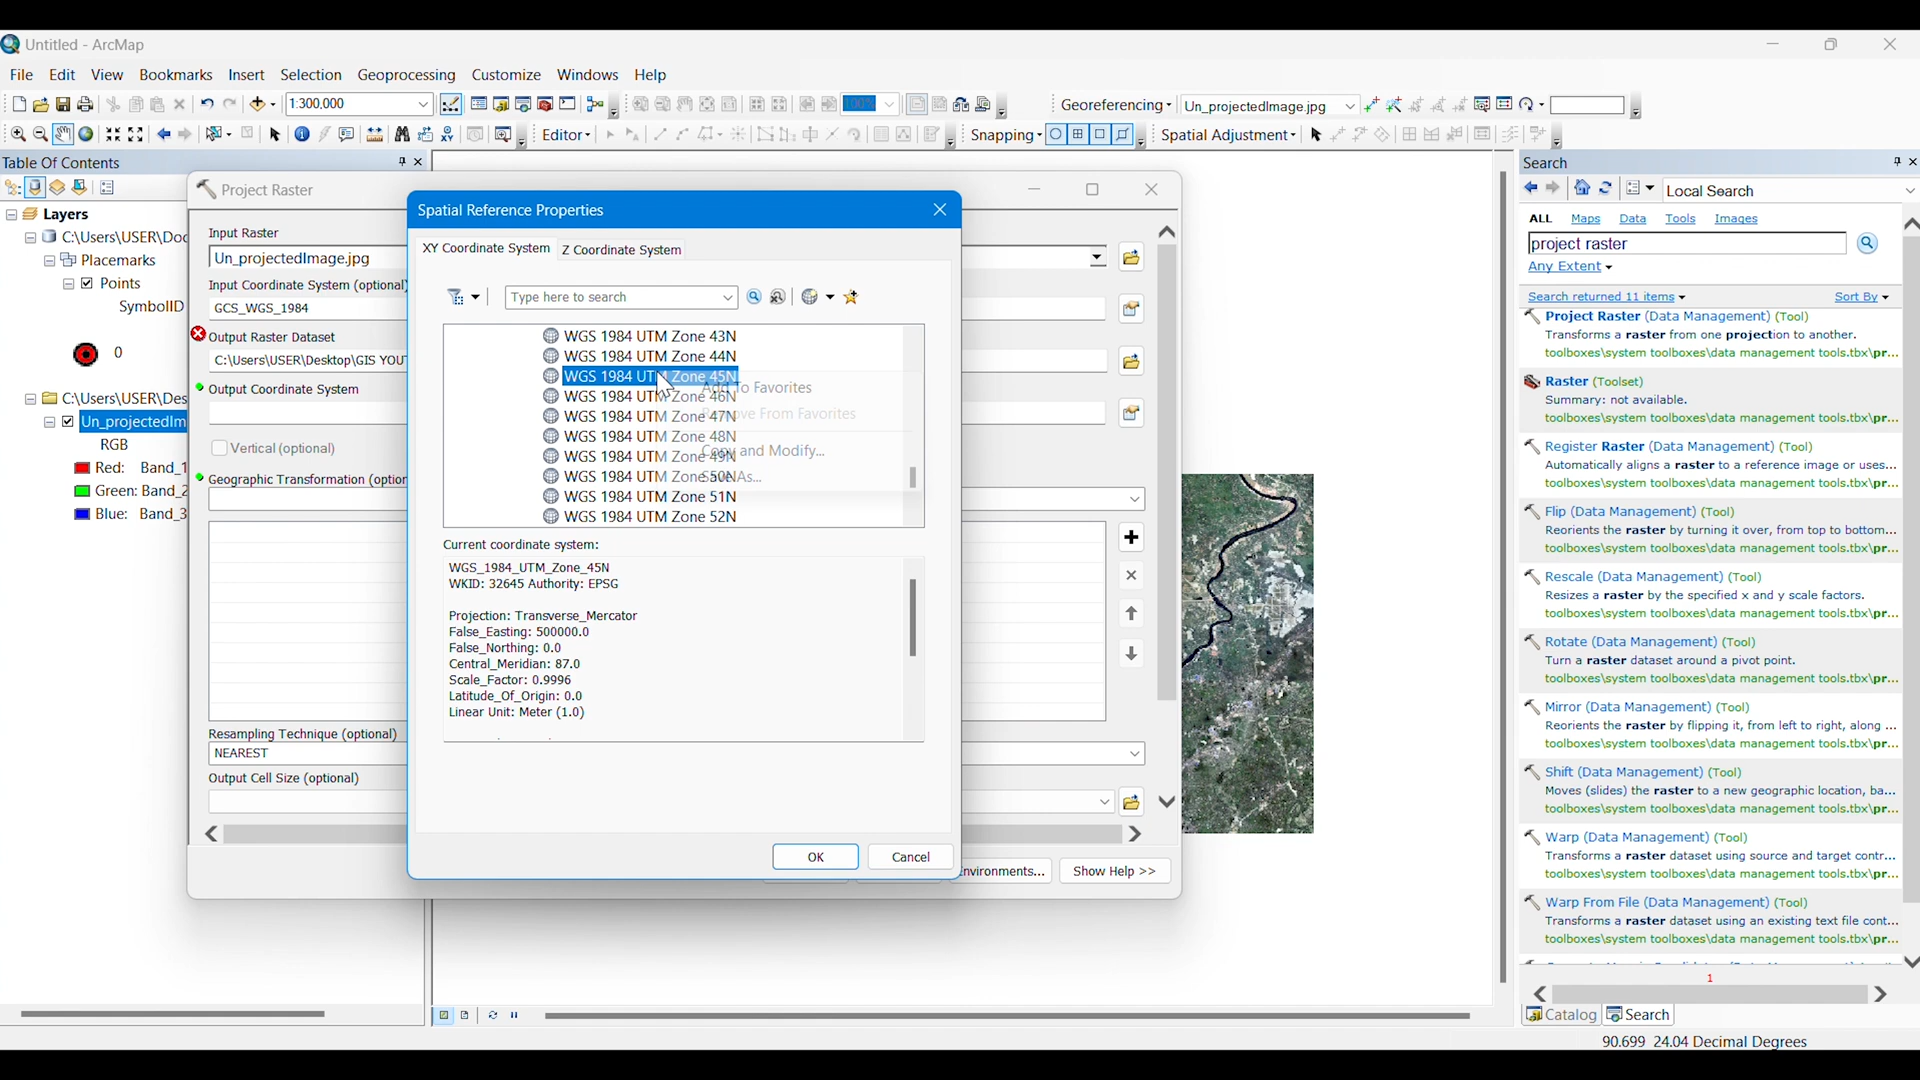 Untitled - ArcMap
File Edit View Bookmarks Insert Selection Geoprocessing Customize Windows Help
1:300,000
100%
Georeferencing
Un_projectedImage.jpg
Editor
Snapping
Spatial Adjustment
Table Of Contents
Layers
C:\Users\USER\Doc
Placemarks
Points
SymbolID
0
C:\Users\USER\Des
Un_projectedIm
RGB
Red: Band_1
Green: Band_2
Blue: Band_3
Project Raster
Input Raster
Un_projectedImage.jpg
Input Coordinate System (optional)
GCS_WGS_1984
Output Raster Dataset
C:\Users\USER\Desktop\GIS YOUT
Output Coordinate System
Vertical (optional)
Geographic Transformation (option
Resampling Technique (optional)
NEAREST
Output Cell Size (optional)
nvironments...
Show Help >>
Spatial Reference Properties
XY Coordinate System
Z Coordinate System
Type here to search
WGS 1984 UTM Zone 43N
WGS 1984 UTM Zone 44N
WGS 1984 UTM Zone 45N
WGS 1984 UTM Zone 46N
WGS 1984 UTM Zone 47N
WGS 1984 UTM Zone 48N
WGS 1984 UTM Zone 49N
WGS 1984 UTM Zone 50N
WGS 1984 UTM Zone 51N
WGS 1984 UTM Zone 52N
Add To Favorites
Remove From Favorites
Copy and Modify...
Save As...
Current coordinate system:
WGS_1984_UTM_Zone_45N
WKID: 32645 Authority: EPSG
Projection: Transverse_Mercator
False_Easting: 500000.0
False_Northing: 0.0
Central_Meridian: 87.0
Scale_Factor: 0.9996
Latitude_Of_Origin: 0.0
Linear Unit: Meter (1.0)
OK
Cancel
Search
Local Search
ALL Maps Data Tools Images
project raster
Any Extent
Search returned 11 items
Sort By
Project Raster (Data Management) (Tool)
Transforms a raster from one projection to another.
toolboxes\system toolboxes\data management tools.tbx\pr...
Raster (Toolset)
Summary: not available.
toolboxes\system toolboxes\data management tools.tbx\pr...
Register Raster (Data Management) (Tool)
Automatically aligns a raster to a reference image or uses...
toolboxes\system toolboxes\data management tools.tbx\pr...
Flip (Data Management) (Tool)
Reorients the raster by turning it over, from top to bottom...
toolboxes\system toolboxes\data management tools.tbx\pr...
Rescale (Data Management) (Tool)
Resizes a raster by the specified x and y scale factors.
toolboxes\system toolboxes\data management tools.tbx\pr...
Rotate (Data Management) (Tool)
Turn a raster dataset around a pivot point.
toolboxes\system toolboxes\data management tools.tbx\pr...
Mirror (Data Management) (Tool)
Reorients the raster by flipping it, from left to right, along ...
toolboxes\system toolboxes\data management tools.tbx\pr...
Shift (Data Management) (Tool)
Moves (slides) the raster to a new geographic location, ba...
toolboxes\system toolboxes\data management tools.tbx\pr...
Warp (Data Management) (Tool)
Transforms a raster dataset using source and target contr...
toolboxes\system toolboxes\data management tools.tbx\pr...
Warp From File (Data Management) (Tool)
Transforms a raster dataset using an existing text file cont...
toolboxes\system toolboxes\data management tools.tbx\pr...
1
Catalog
Search
90.699 24.04 Decimal Degrees